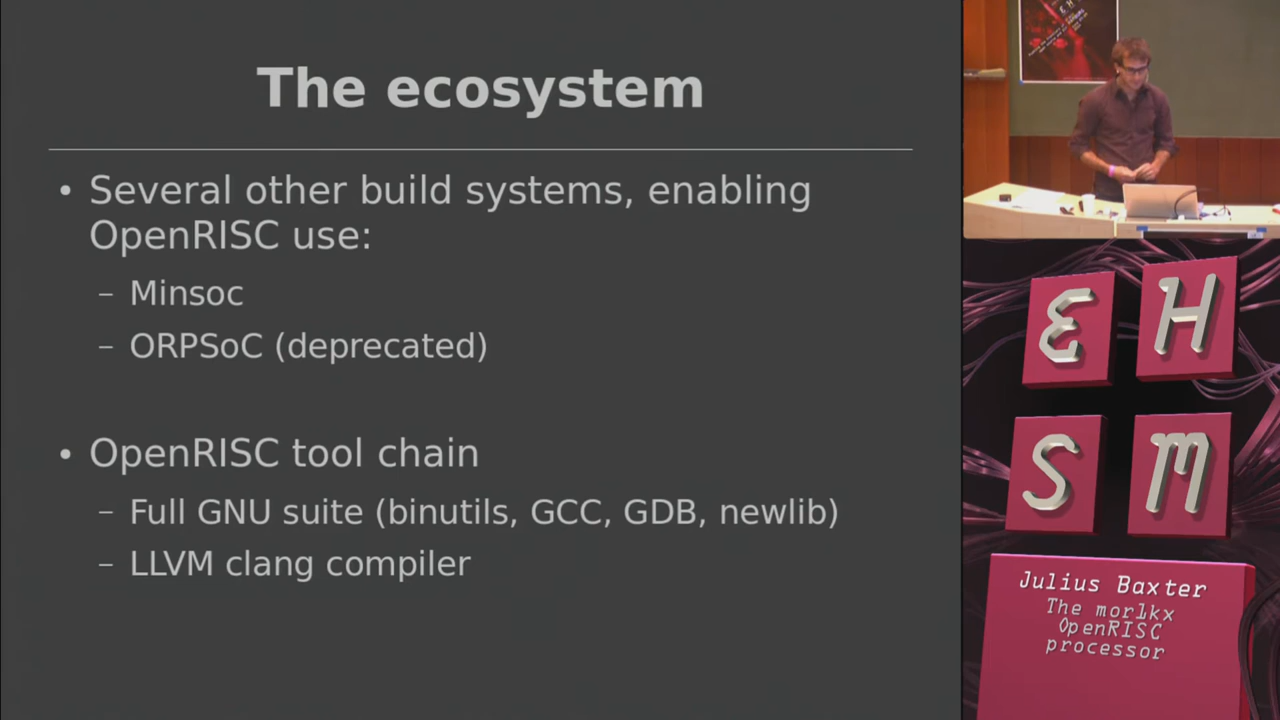 The ecosystem
• Several other build systems, enabling
OpenRISC use:
– Minsoc
– ORPSoC (deprecated)
• OpenRISC tool chain
– Full GNU suite (binutils, GCC, GDB, newlib)
– LLVM clang compiler
E H
S M
Julius Baxter
The mor1kx
OpenRISC
processor